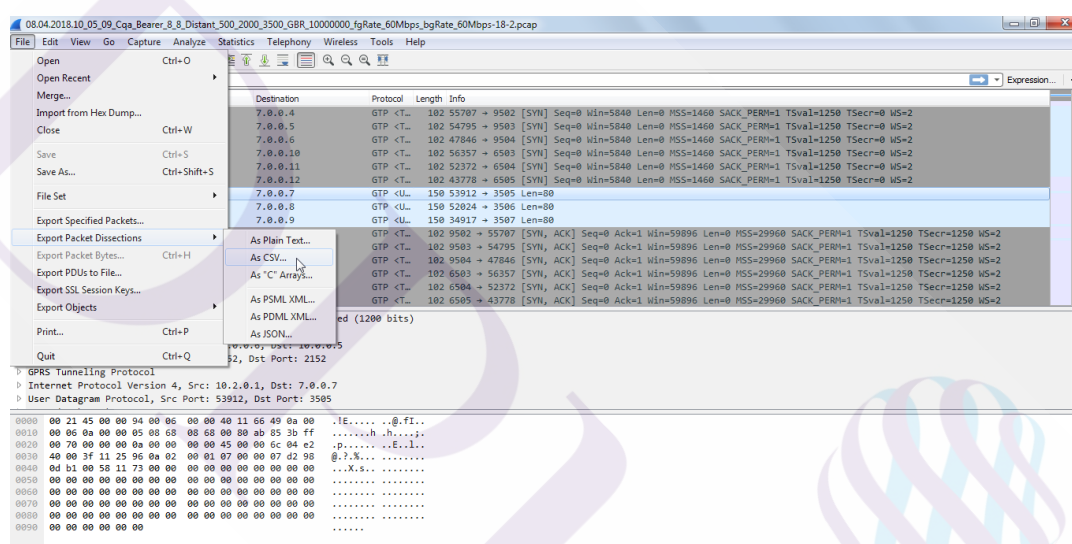 08.04.2018.10_05_09_Cqa_Bearer_8_8_Distant_500_2000_3500_GBR_10000000_fgRate_60Mbps_bgRate_60Mbps-18-2.pcap
File Edit View Go Capture Analyze Statistics Telephony Wireless Tools Help
Expression...
Open Ctrl+O
Open Recent
Merge...
Import from Hex Dump...
Close Ctrl+W
Save Ctrl+S
Save As... Ctrl+Shift+S
File Set
Export Specified Packets...
Export Packet Dissections
Export Packet Bytes... Ctrl+H
Export PDUs to File...
Export SSL Session Keys...
Export Objects
Print... Ctrl+P
Quit Ctrl+Q
As Plain Text...
As CSV...
As "C" Arrays...
As PSML XML...
As PDML XML...
As JSON...
Destination Protocol Length Info
7.0.0.4 GTP <T… 102 55707 → 9502 [SYN] Seq=0 Win=5840 Len=0 MSS=1460 SACK_PERM=1 TSval=1250 TSecr=0 WS=2
7.0.0.5 GTP <T… 102 54795 → 9503 [SYN] Seq=0 Win=5840 Len=0 MSS=1460 SACK_PERM=1 TSval=1250 TSecr=0 WS=2
7.0.0.6 GTP <T… 102 47846 → 9504 [SYN] Seq=0 Win=5840 Len=0 MSS=1460 SACK_PERM=1 TSval=1250 TSecr=0 WS=2
7.0.0.10 GTP <T… 102 56357 → 6503 [SYN] Seq=0 Win=5840 Len=0 MSS=1460 SACK_PERM=1 TSval=1250 TSecr=0 WS=2
7.0.0.11 GTP <T… 102 52372 → 6504 [SYN] Seq=0 Win=5840 Len=0 MSS=1460 SACK_PERM=1 TSval=1250 TSecr=0 WS=2
7.0.0.12 GTP <T… 102 43778 → 6505 [SYN] Seq=0 Win=5840 Len=0 MSS=1460 SACK_PERM=1 TSval=1250 TSecr=0 WS=2
7.0.0.7 GTP <U… 150 53912 → 3505 Len=80
7.0.0.8 GTP <U… 150 52024 → 3506 Len=80
7.0.0.9 GTP <U… 150 34917 → 3507 Len=80
GTP <T… 102 9502 → 55707 [SYN, ACK] Seq=0 Ack=1 Win=59896 Len=0 MSS=29960 SACK_PERM=1 TSval=1250 TSecr=1250 WS=2
GTP <T… 102 9503 → 54795 [SYN, ACK] Seq=0 Ack=1 Win=59896 Len=0 MSS=29960 SACK_PERM=1 TSval=1250 TSecr=1250 WS=2
GTP <T… 102 9504 → 47846 [SYN, ACK] Seq=0 Ack=1 Win=59896 Len=0 MSS=29960 SACK_PERM=1 TSval=1250 TSecr=1250 WS=2
GTP <T… 102 6503 → 56357 [SYN, ACK] Seq=0 Ack=1 Win=59896 Len=0 MSS=29960 SACK_PERM=1 TSval=1250 TSecr=1250 WS=2
GTP <T… 102 6504 → 52372 [SYN, ACK] Seq=0 Ack=1 Win=59896 Len=0 MSS=29960 SACK_PERM=1 TSval=1250 TSecr=1250 WS=2
GTP <T… 102 6505 → 43778 [SYN, ACK] Seq=0 Ack=1 Win=59896 Len=0 MSS=29960 SACK_PERM=1 TSval=1250 TSecr=1250 WS=2
ed (1200 bits)
52, Dst Port: 2152
GPRS Tunneling Protocol
Internet Protocol Version 4, Src: 10.2.0.1, Dst: 7.0.0.7
User Datagram Protocol, Src Port: 53912, Dst Port: 3505
0000 00 21 45 00 00 94 00 06 00 00 40 11 66 49 0a 00 .!E..... ..@.fI..
0010 00 06 0a 00 00 05 08 68 08 68 00 80 ab 85 3b ff .......h .h....;.
0020 00 70 00 00 00 0a 00 00 00 00 45 00 00 6c 04 e2 .p...... ..E..l..
0030 40 00 3f 11 25 96 0a 02 00 01 07 00 00 07 d2 98 @.?.%... ........
0040 0d b1 00 58 11 73 00 00 00 00 00 00 00 00 00 00 ...X.s.. ........
0050 00 00 00 00 00 00 00 00 00 00 00 00 00 00 00 00 ........ ........
0060 00 00 00 00 00 00 00 00 00 00 00 00 00 00 00 00 ........ ........
0070 00 00 00 00 00 00 00 00 00 00 00 00 00 00 00 00 ........ ........
0080 00 00 00 00 00 00 00 00 00 00 00 00 00 00 00 00 ........ ........
0090 00 00 00 00 00 00 ......